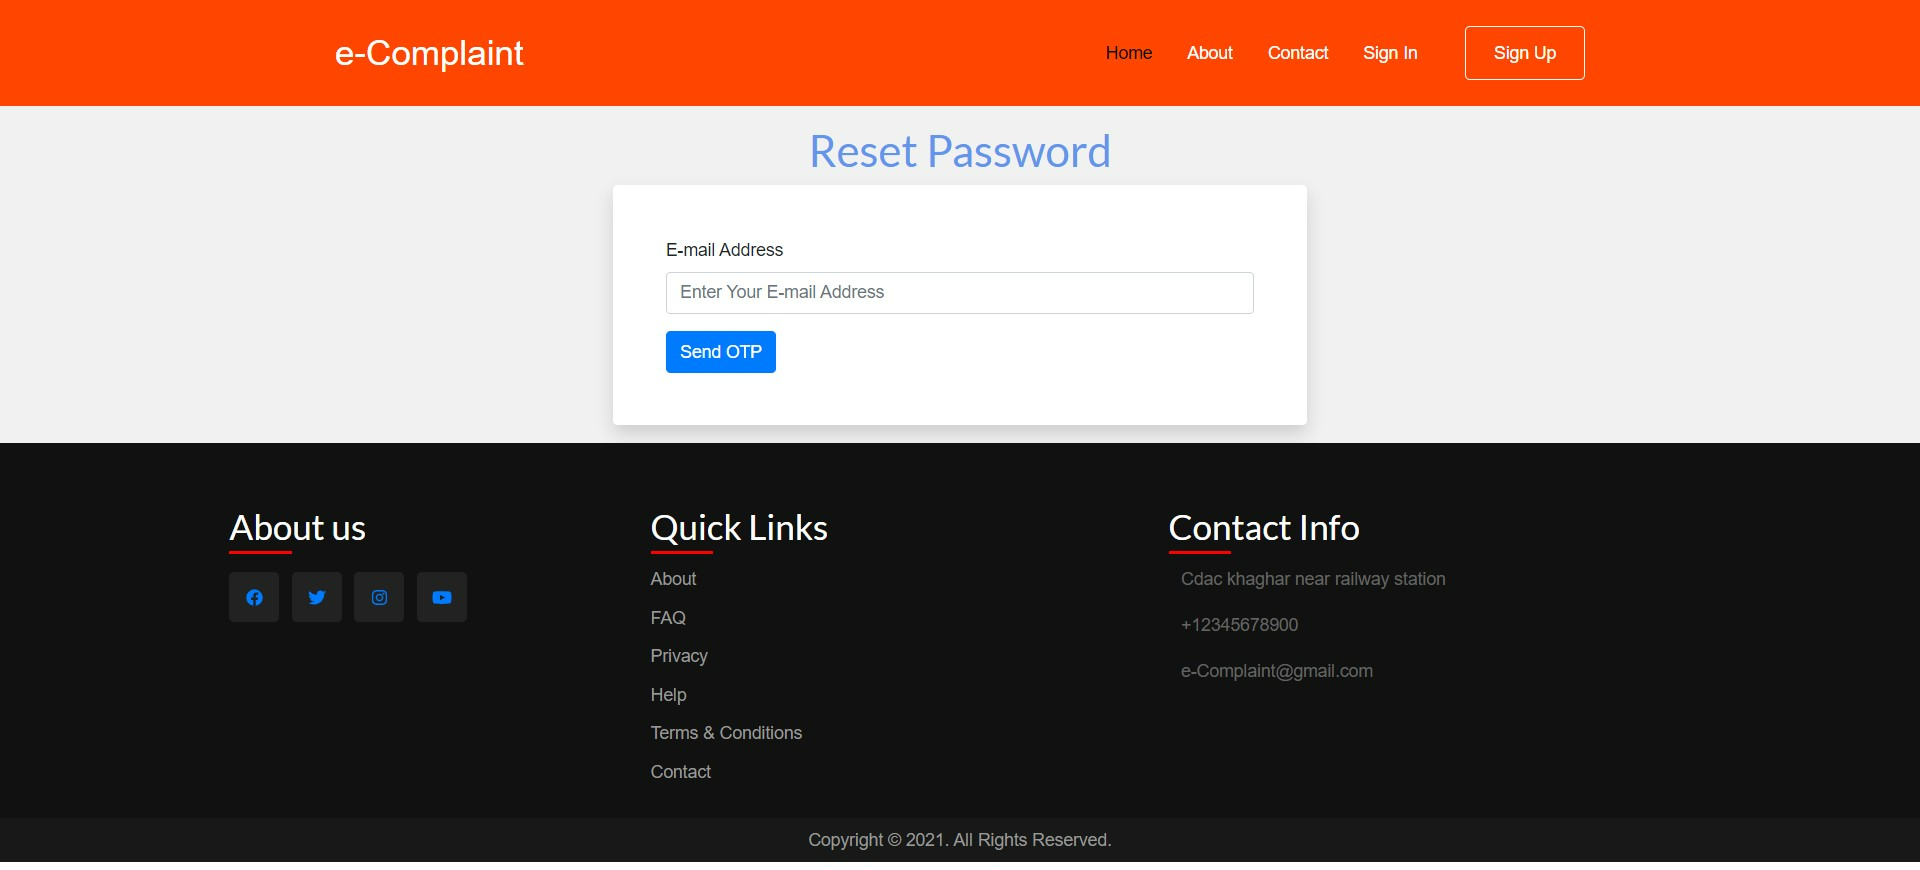 e-Complaint
Home
About
Contact
Sign In
Sign Up
Reset Password
E-mail Address
Enter Your E-mail Address
Send OTP
About us
Quick Links
About
FAQ
Privacy
Help
Terms & Conditions
Contact
Contact Info
Cdac khaghar near railway station
+12345678900
e-Complaint@gmail.com
Copyright © 2021. All Rights Reserved.